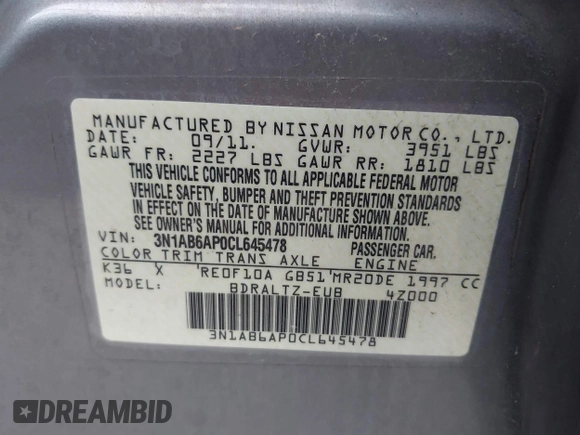 MANUFACTURED BY NISSAN MOTOR CO., LTD.
DATE: 09/11. GVWR: 3951 LBS
GAWR FR: 2227 LBS GAWR RR: 1810 LBS
THIS VEHICLE CONFORMS TO ALL APPLICABLE FEDERAL MOTOR
VEHICLE SAFETY, BUMPER AND THEFT PREVENTION STANDARDS
IN EFFECT ON THE DATE OF MANUFACTURE SHOWN ABOVE.
SEE OWNER'S MANUAL FOR ADDITIONAL INFORMATION.
VIN: 3N1AB6AP0CL645478 PASSENGER CAR.
COLOR TRIM TRANS AXLE ENGINE
K36 X RE0F10A GB51 MR20DE 1997 CC
MODEL: BDRALTZ-EUB 4Z000
3N1AB6AP0CL645478
DREAMBID